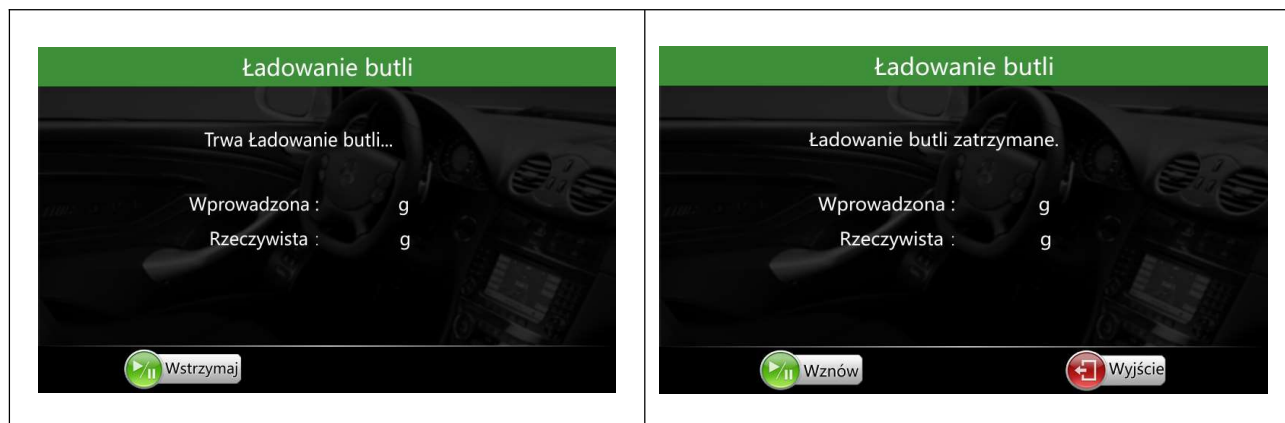 Ładowanie butli
Trwa Ładowanie butli...
Wprowadzona : g
Rzeczywista : g
Wstrzymaj
Ładowanie butli
Ładowanie butli zatrzymane.
Wprowadzona : g
Rzeczywista : g
Wznów
Wyjście